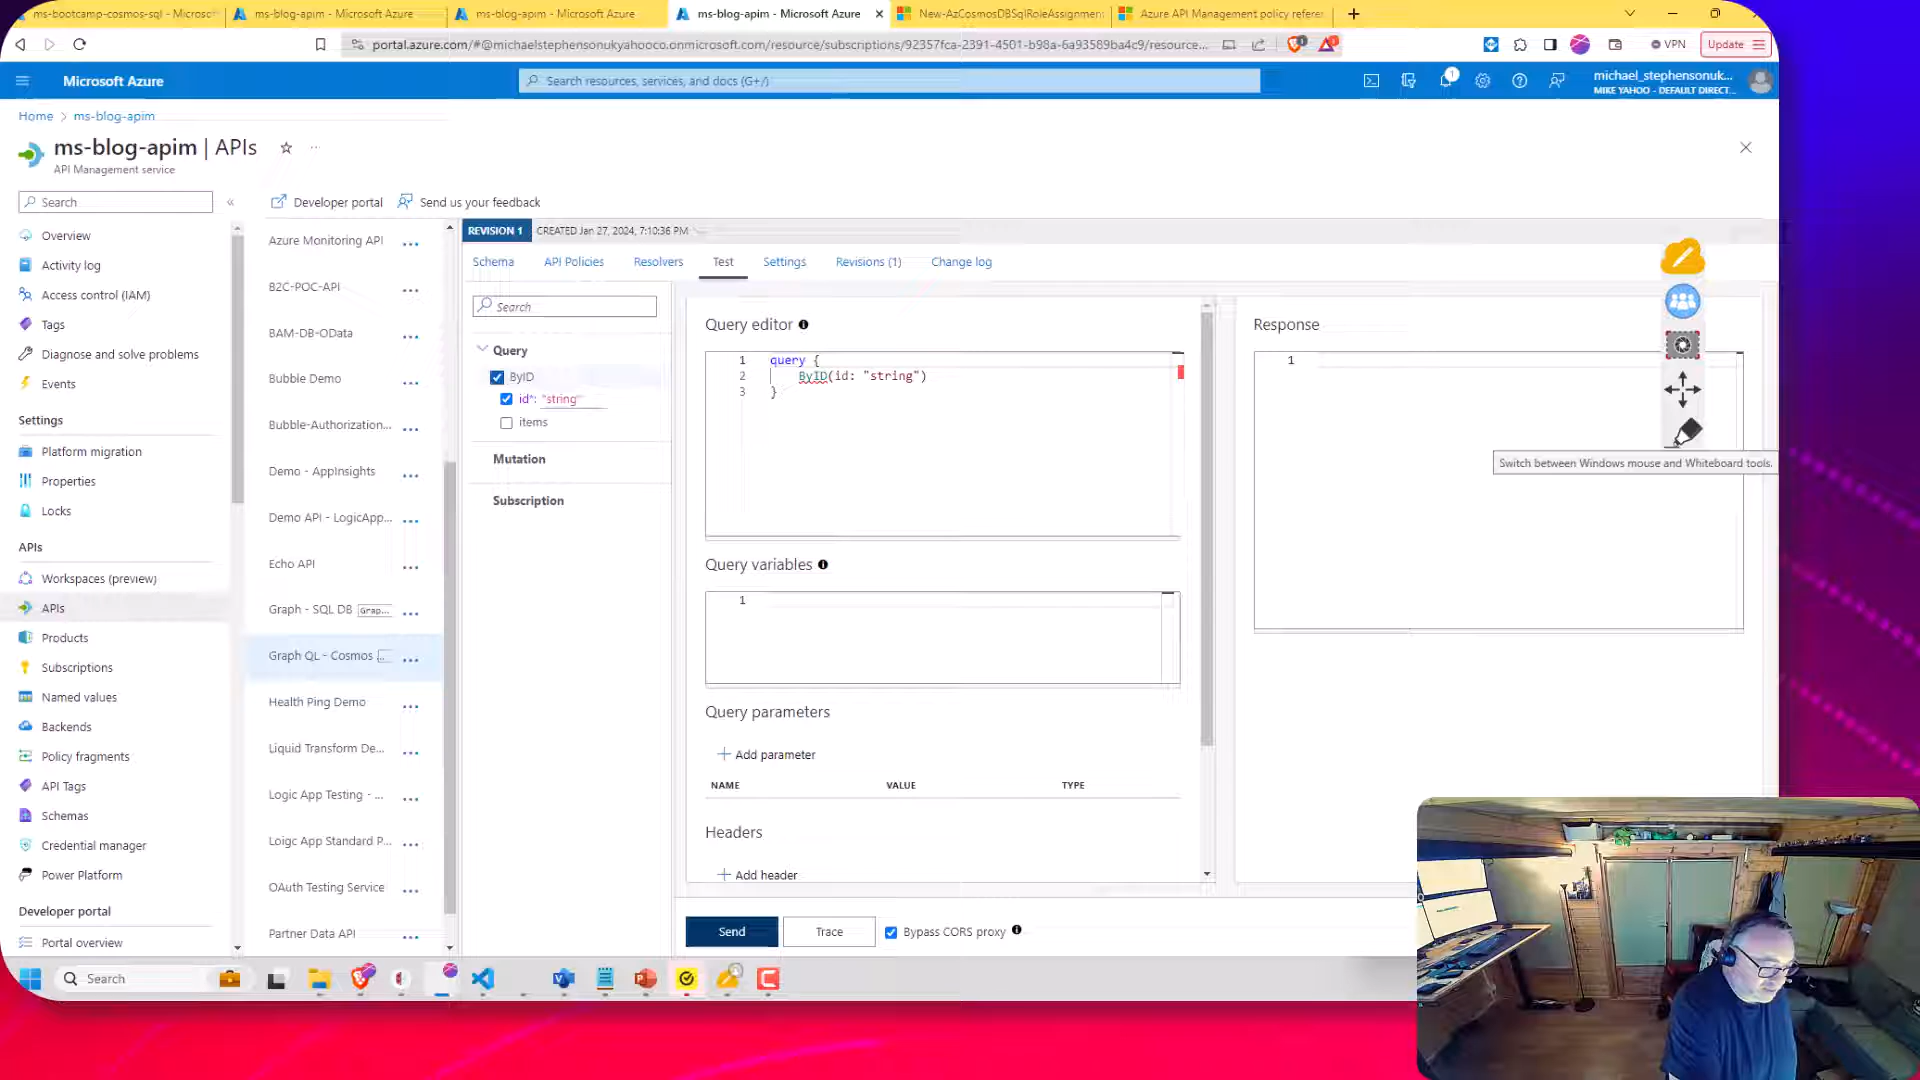 ms-bootcamp-cosmos-sql - Microsof
ms-blog-apim - Microsoft Azure
ms-blog-apim - Microsoft Azure
ms-blog-apim - Microsoft Azure
New-AzCosmosDBSqlRoleAssignment
Azure API Management policy refere
portal.azure.com/#@michaelstephensonukyahooco.onmicrosoft.com/resource/subscriptions/92357fca-2391-4501-b98a-6a93589ba4c9/resource...
VPN
Update
Microsoft Azure
Search resources, services, and docs (G+/)
1
michael_stephensonuk...
MIKE YAHOO - DEFAULT DIRECT...
Home > ms-blog-apim
ms-blog-apim | APIs
API Management service
Search
Developer portal
Send us your feedback
Overview
Activity log
Access control (IAM)
Tags
Diagnose and solve problems
Events
Settings
Platform migration
Properties
Locks
APIs
Workspaces (preview)
APIs
Products
Subscriptions
Named values
Backends
Policy fragments
API Tags
Schemas
Credential manager
Power Platform
Developer portal
Portal overview
Azure Monitoring API
B2C-POC-API
BAM-DB-OData
Bubble Demo
Bubble-Authorization...
Demo - AppInsights
Demo API - LogicApp...
Echo API
Graph - SQL DB Grap...
Graph QL - Cosmos ...
Health Ping Demo
Liquid Transform De...
Logic App Testing - ...
Loigc App Standard P...
OAuth Testing Service
Partner Data API
REVISION 1 CREATED Jan 27, 2024, 7:10:36 PM
Schema
API Policies
Resolvers
Test
Settings
Revisions (1)
Change log
Search
Query
ByID
id*: "string"
items
Mutation
Subscription
Query editor
1 query {
2 ByID(id: "string")
3 }
Query variables
1
Query parameters
Add parameter
NAME VALUE TYPE
Headers
Add header
Send
Trace
Bypass CORS proxy
Response
1
Switch between Windows mouse and Whiteboard tools.
Search